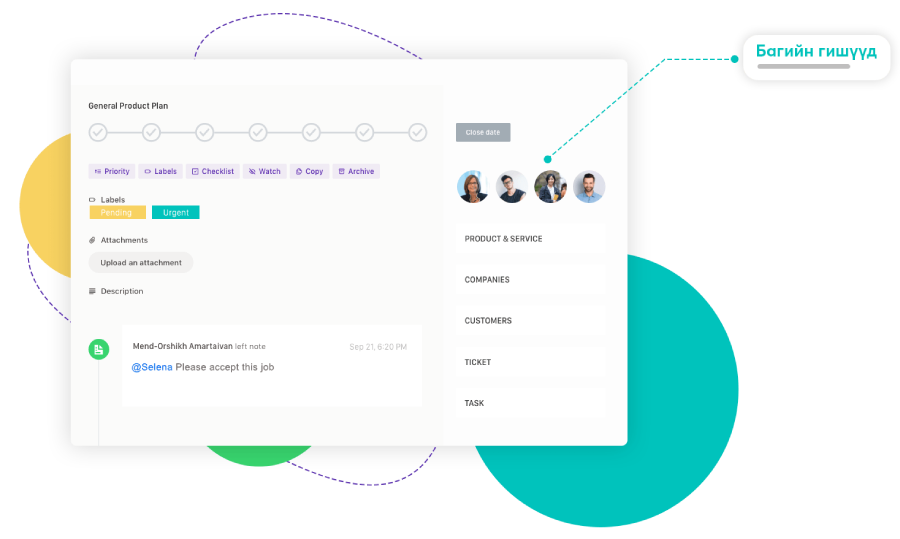 Багийн гишүүд
General Product Plan
Close date
Priority
Labels
Checklist
Watch
Copy
Archive
Labels
Pending
Urgent
Attachments
Upload an attachment
Description
Mend-Orshikh Amartaivan left note
Sep 21, 6:20 PM
@Selena Please accept this job
PRODUCT & SERVICE
COMPANIES
CUSTOMERS
TICKET
TASK